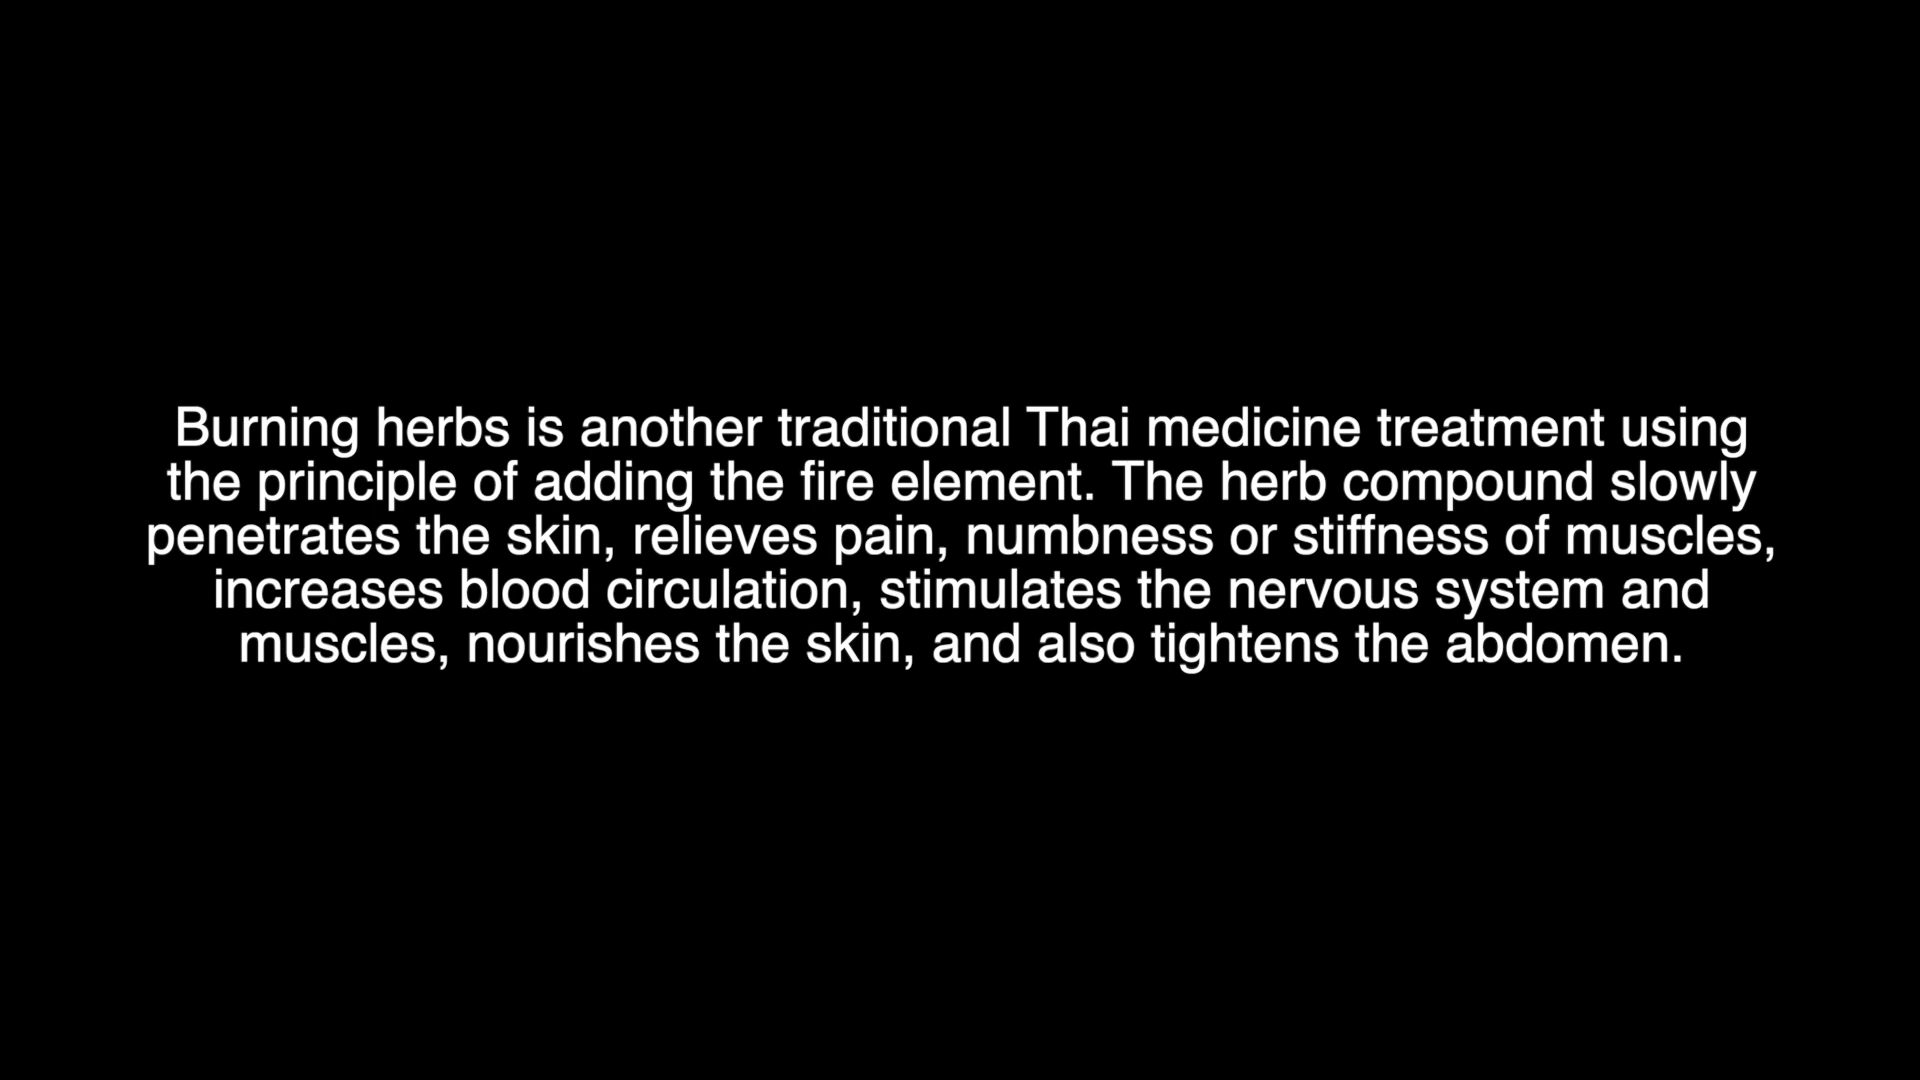 Burning herbs is another traditional Thai medicine treatment using
the principle of adding the fire element. The herb compound slowly
penetrates the skin, relieves pain, numbness or stiffness of muscles,
increases blood circulation, stimulates the nervous system and
muscles, nourishes the skin, and also tightens the abdomen.